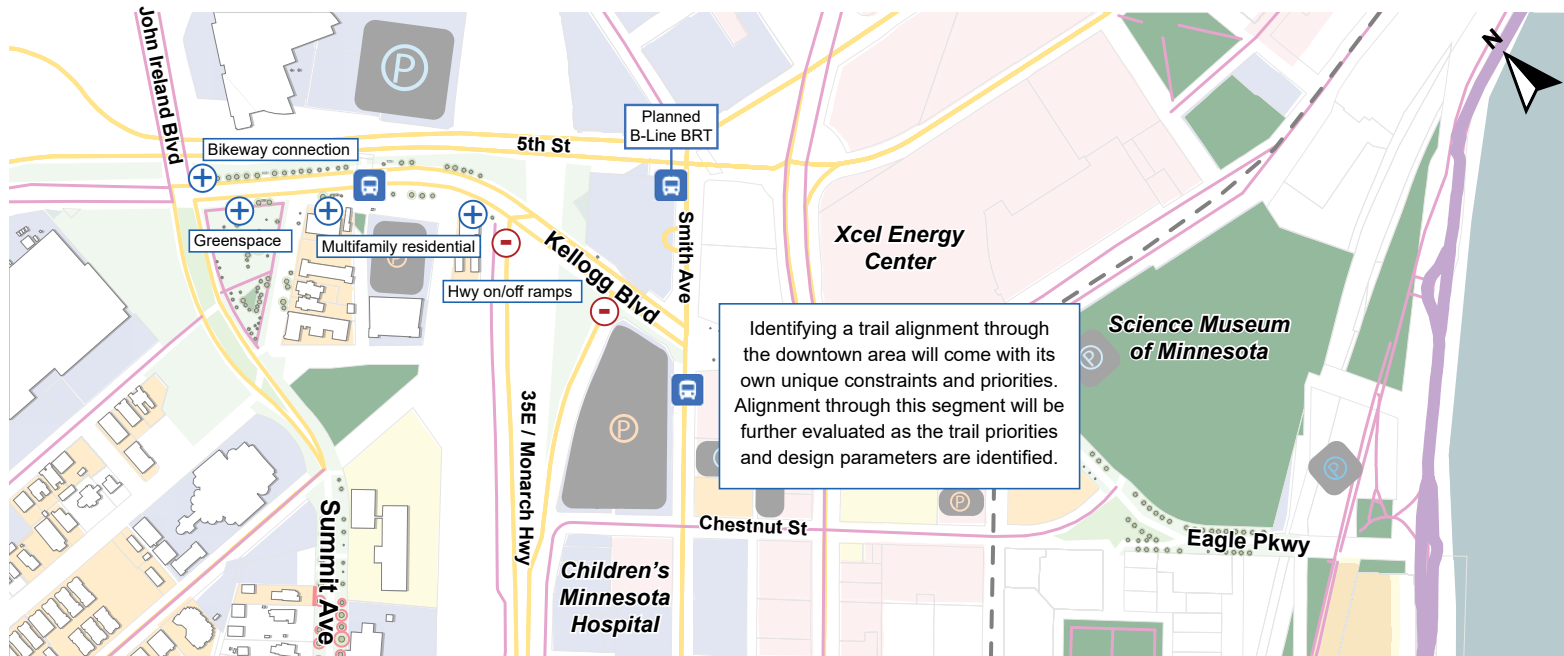 John Ireland Blvd
P
N
Planned
B-Line BRT
5th St
Bikeway connection
Greenspace
Multifamily residential
P
Hwy on/off ramps
Kellogg Blvd
Smith Ave
Xcel Energy
Center
Identifying a trail alignment through
the downtown area will come with its
own unique constraints and priorities.
Alignment through this segment will be
further evaluated as the trail priorities
and design parameters are identified.
Science Museum
of Minnesota
P
35E / Monarch Hwy
P
P
P
Summit Ave
Chestnut St
Eagle Pkwy
Children's
Minnesota
Hospital